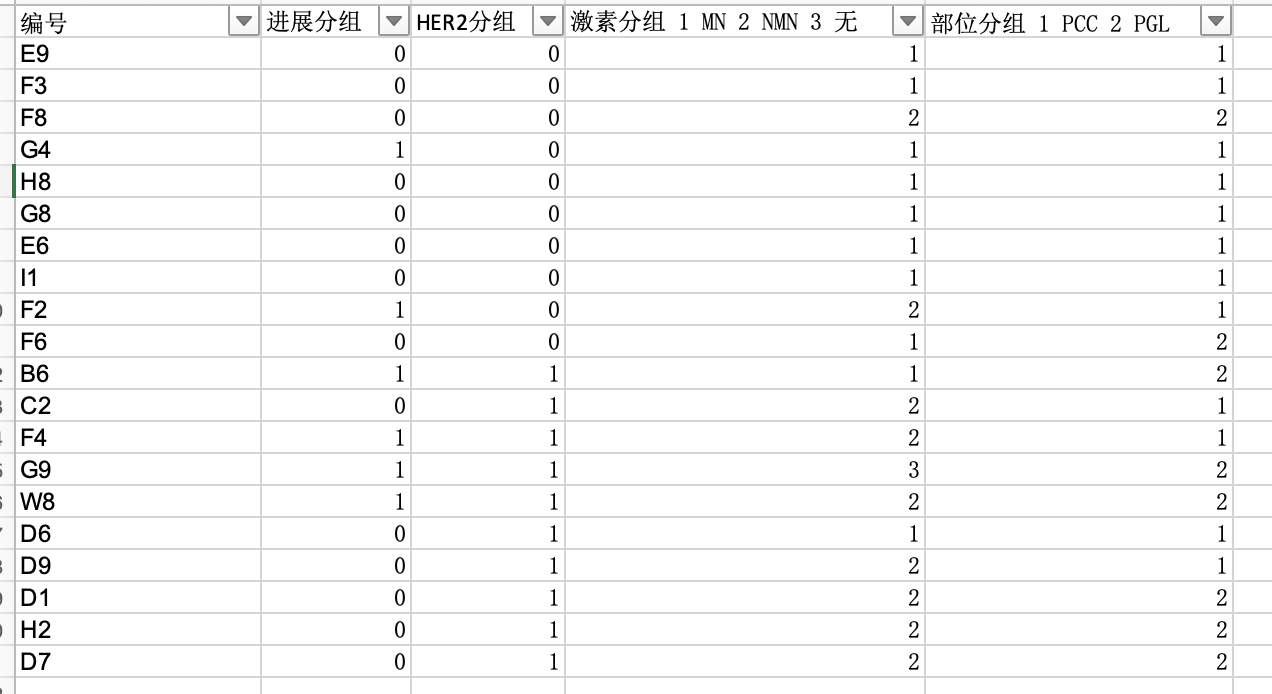 编号 进展分组 HER2分组 激素分组 1 MN 2 NMN 3 无 部位分组 1 PCC 2 PGL
E9 0 0 1 1
F3 0 0 1 1
F8 0 0 2 2
G4 1 0 1 1
H8 0 0 1 1
G8 0 0 1 1
E6 0 0 1 1
I1 0 0 1 1
F2 1 0 2 1
F6 0 0 1 2
B6 1 1 1 2
C2 0 1 2 1
F4 1 1 2 1
G9 1 1 3 2
W8 1 1 2 2
D6 0 1 1 1
D9 0 1 2 1
D1 0 1 2 2
H2 0 1 2 2
D7 0 1 2 2